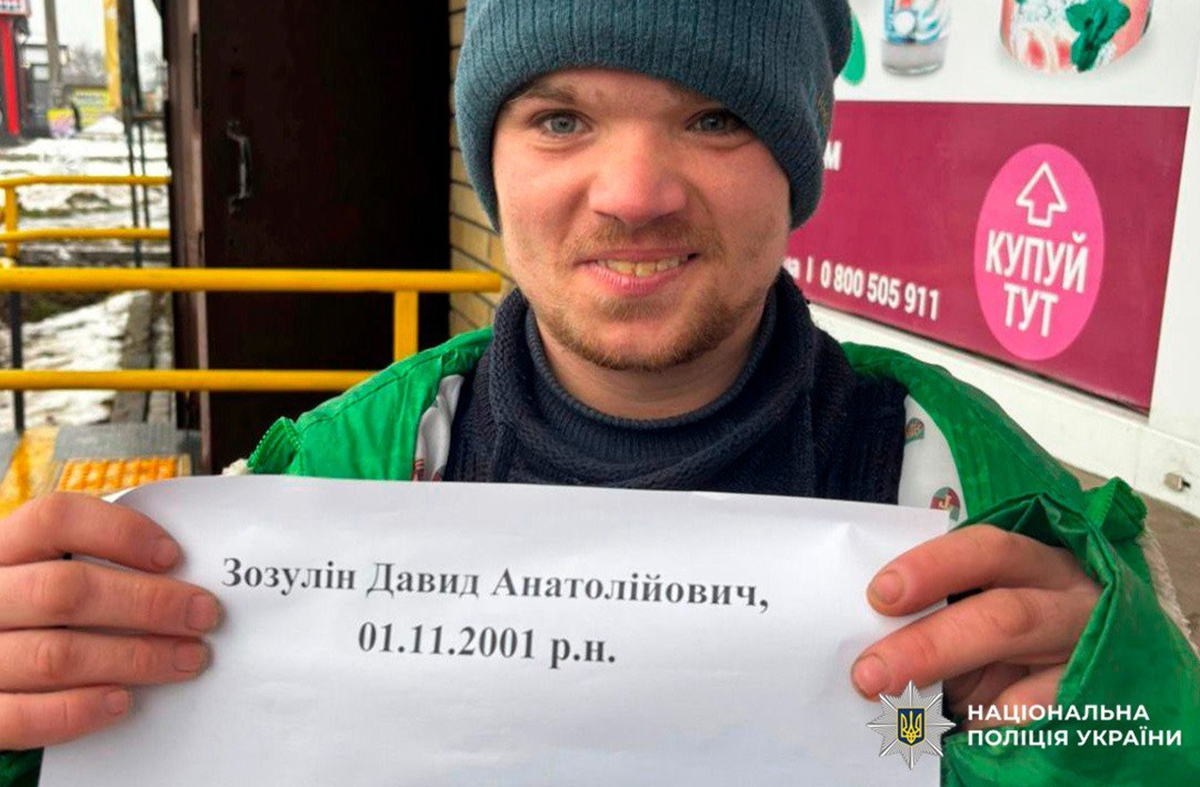 М
а | 0 800 505 911
КУПУЙ
ТУТ
Зозулін Давид Анатолійович,
01.11.2001 р.н.
НАЦІОНАЛЬНА
ПОЛІЦІЯ УКРАЇНИ